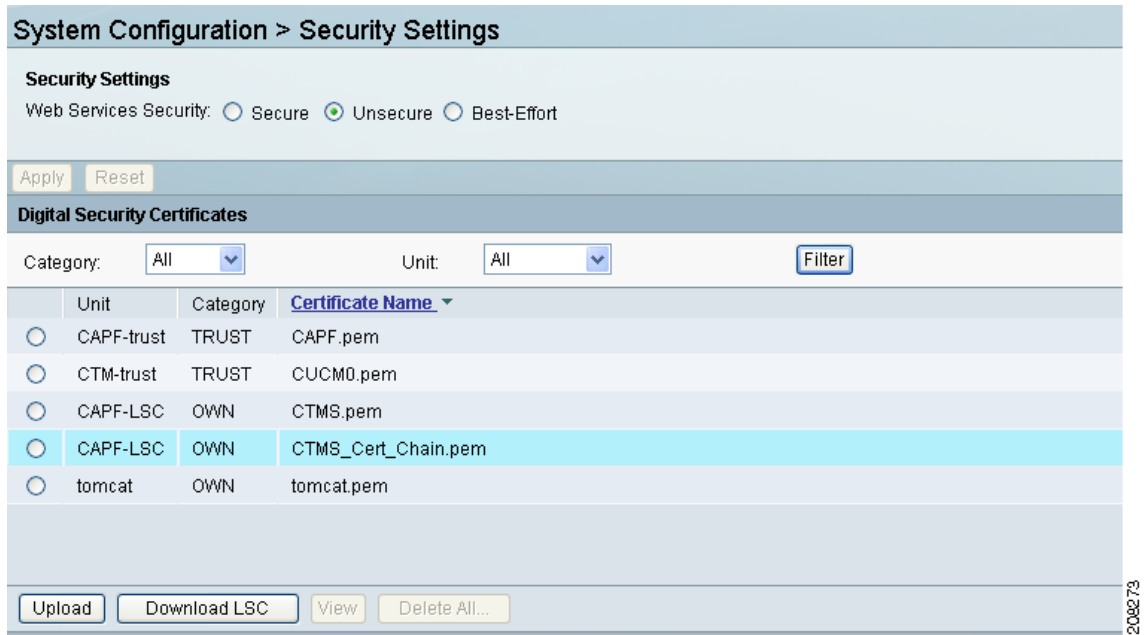 System Configuration > Security Settings
Security Settings
Web Services Security: Secure Unsecure Best-Effort
Apply Reset
Digital Security Certificates
Category: All Unit: All Filter
Unit Category Certificate Name
CAPF-trust TRUST CAPF.pem
CTM-trust TRUST CUCM0.pem
CAPF-LSC OWN CTMS.pem
CAPF-LSC OWN CTMS_Cert_Chain.pem
tomcat OWN tomcat.pem
Upload Download LSC View Delete All...
208273